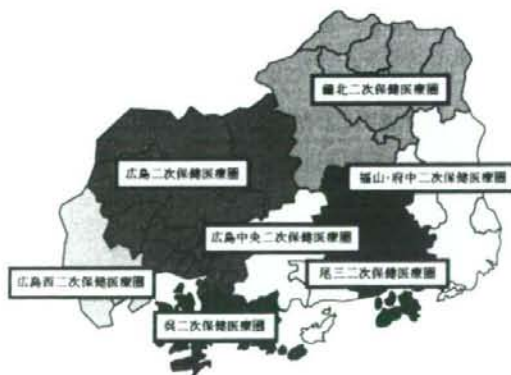 備北二次保健医療圏
広島二次保健医療圏
福山・府中二次保健医療圏
広島中央二次保健医療圏
広島西二次保健医療圏
尾三二次保健医療圏
呉二次保健医療圏